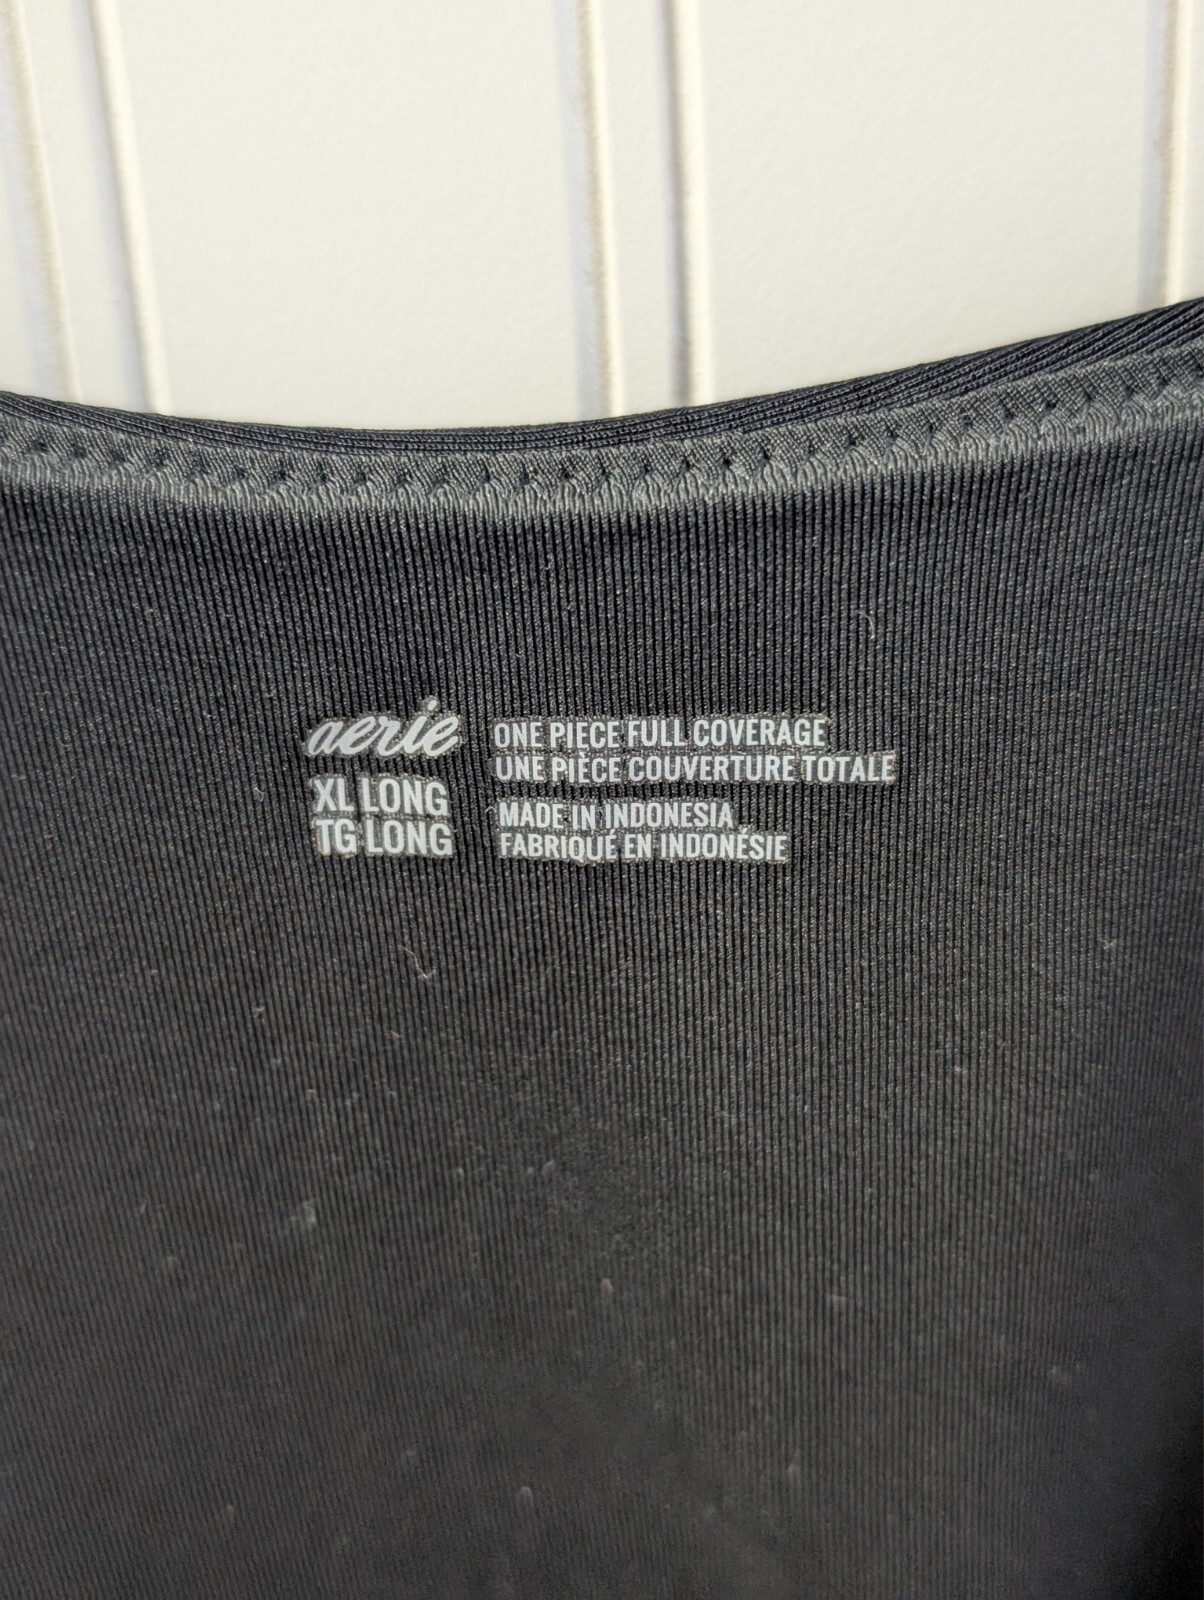 aerie
XL LONG
TG LONG
ONE PIECE FULL COVERAGE
UNE PIÈCE COUVERTURE TOTALE
MADE IN INDONESIA
FABRIQUÉ EN INDONÉSIE